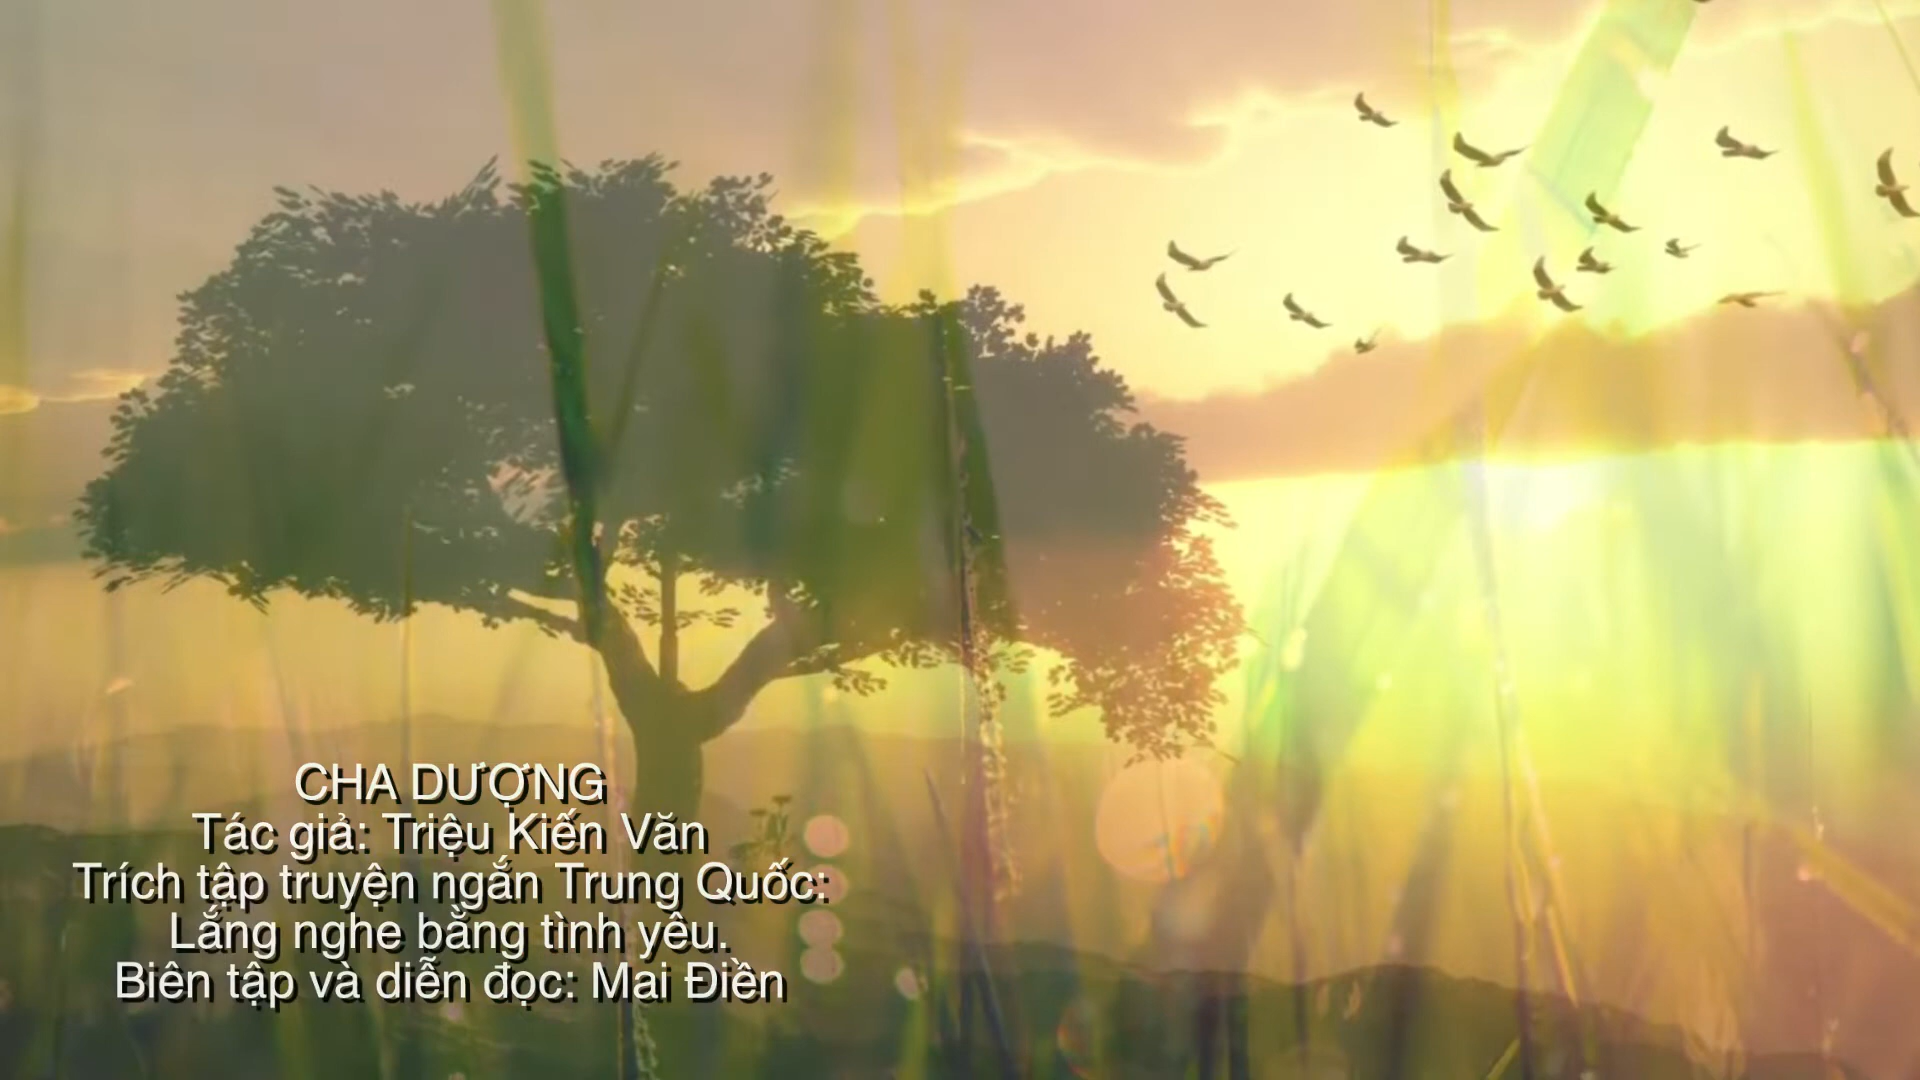 CHA DƯỢNG
Tác giả: Triệu Kiến Văn
Trích tập truyện ngắn Trung Quốc:
Lắng nghe bằng tình yêu.
Biên tập và diễn đọc: Mai Điền